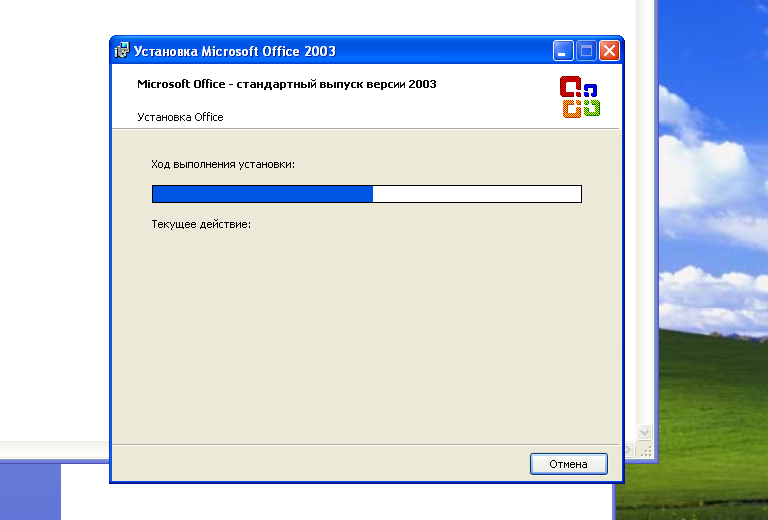 Установка Microsoft Office 2003
Microsoft Office - стандартный выпуск версии 2003
Установка Office
Ход выполнения установки:
Текущее действие:
Отмена